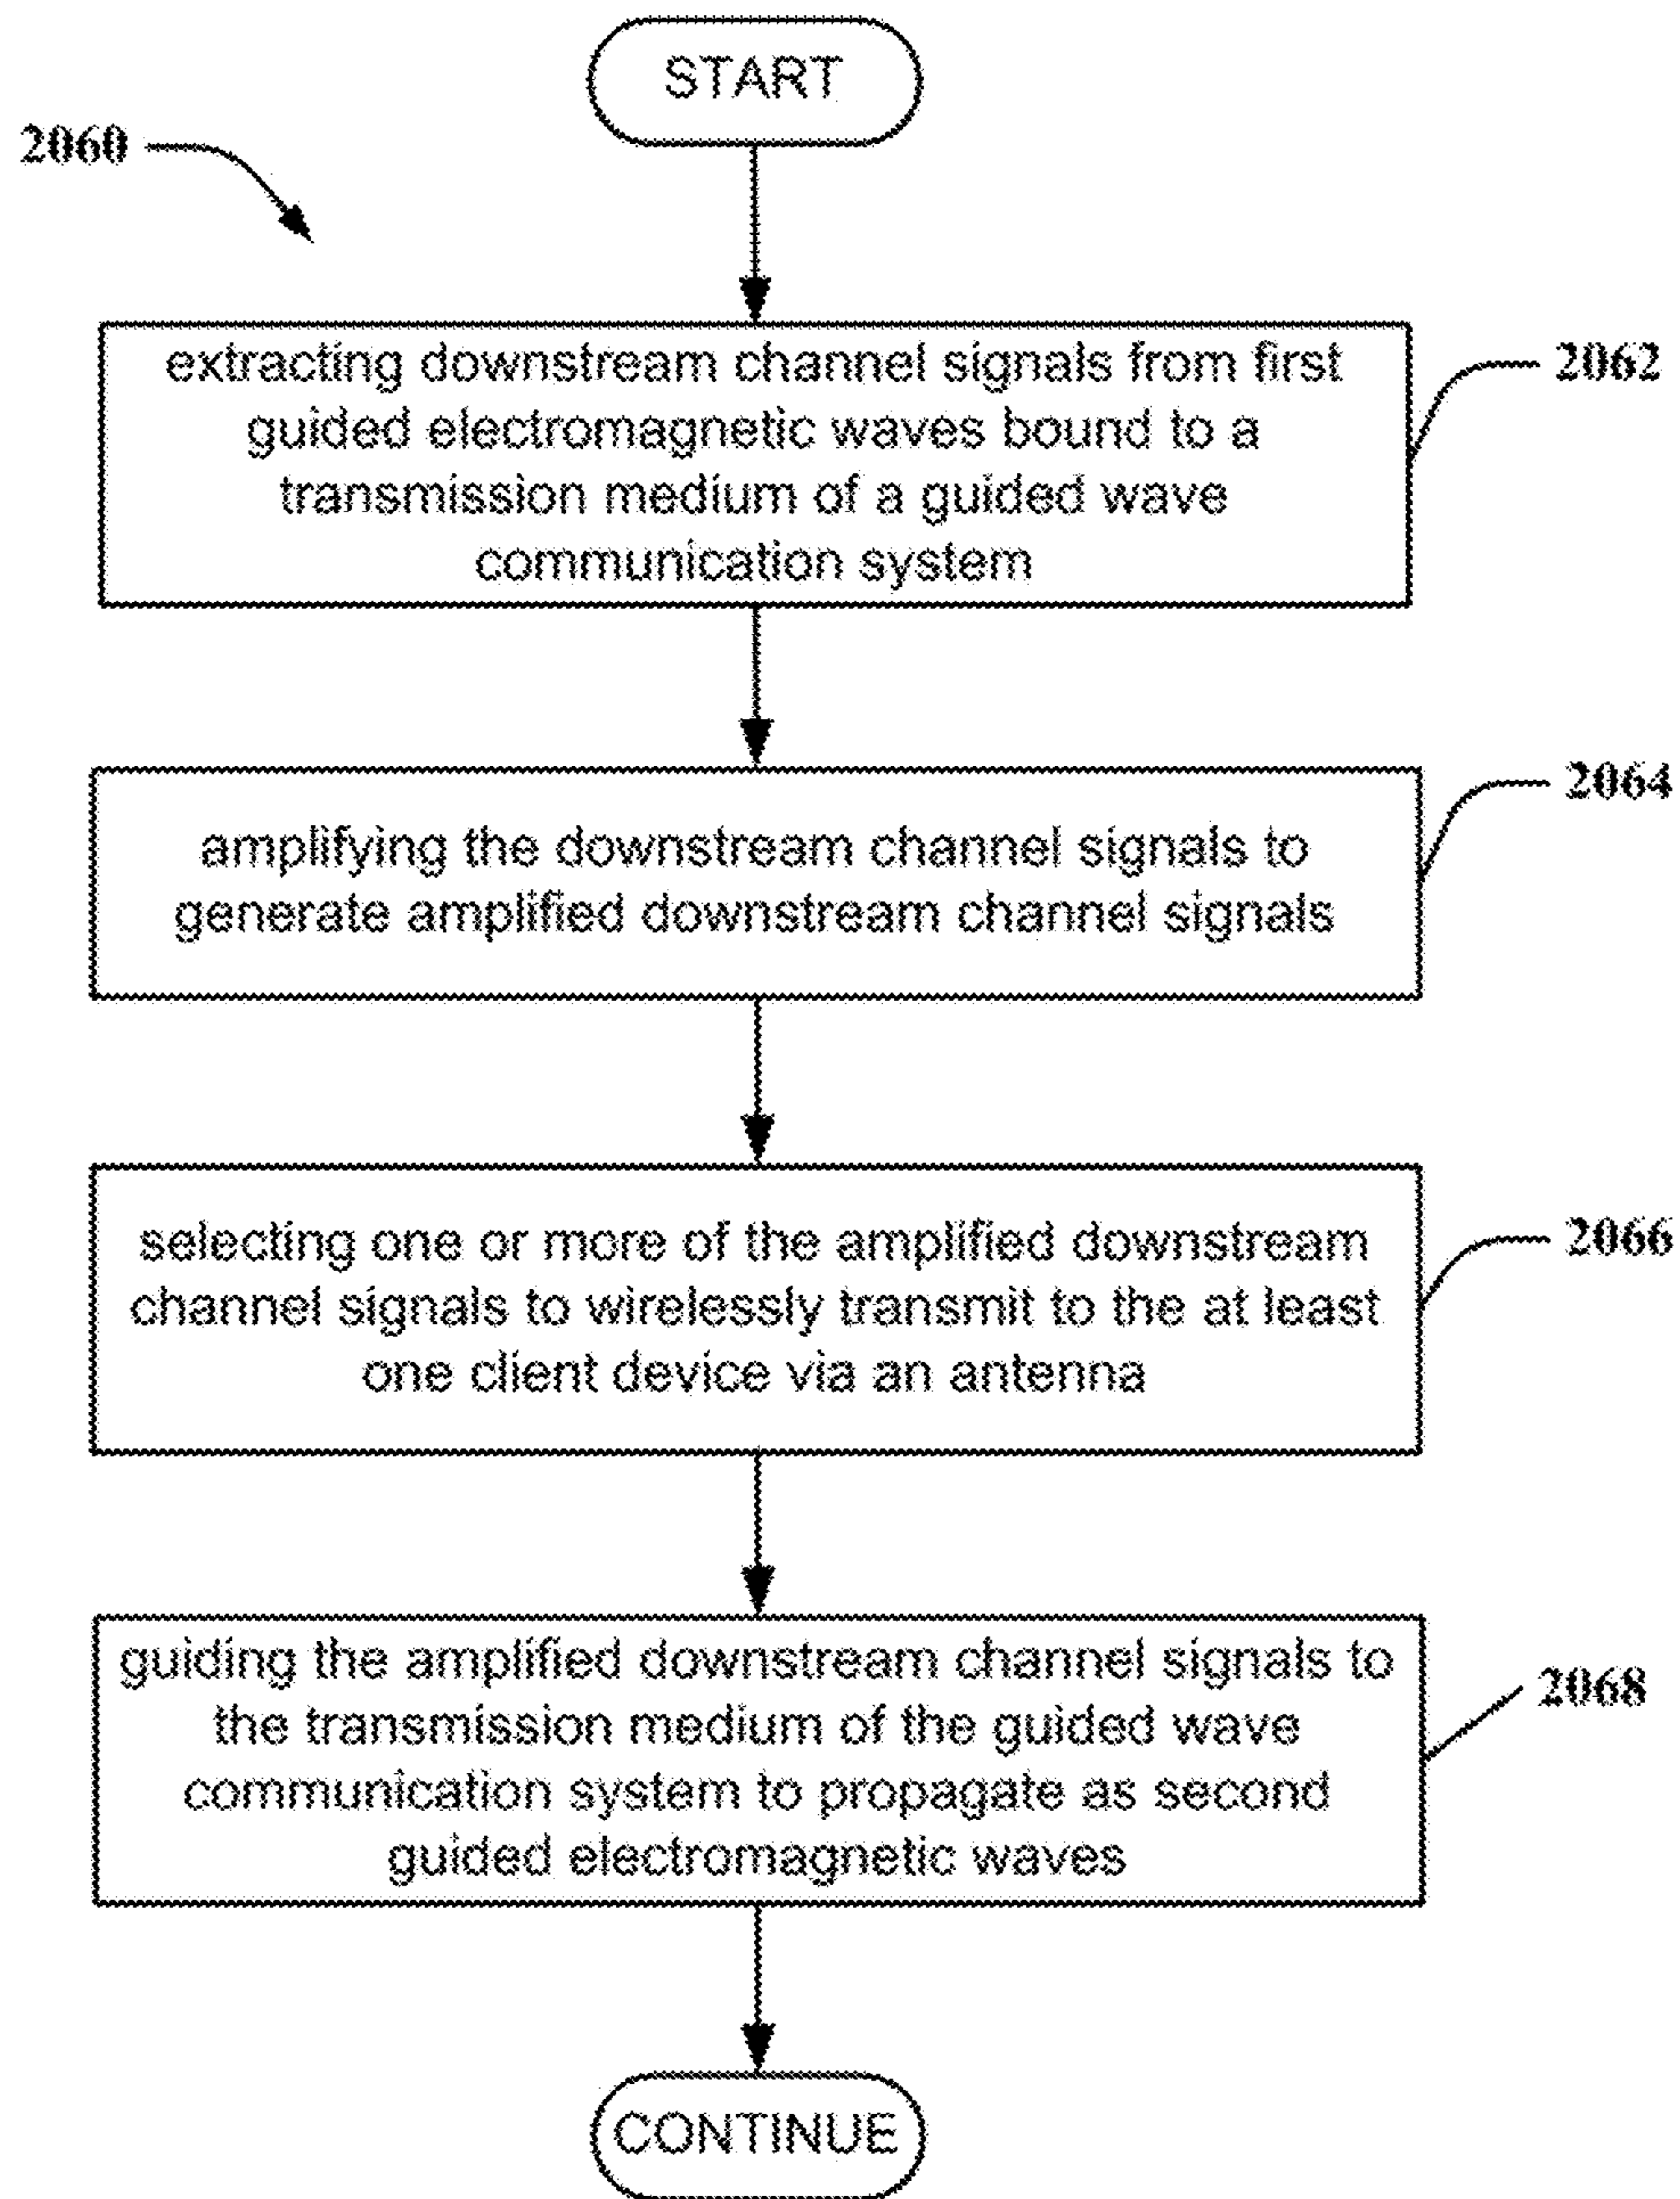 START
2060
extracting downstream channel signals from first
guided electromagnetic waves bound to a
transmission medium of a guided wave
communication system
2062
amplifying the downstream channel signals to
generate amplified downstream channel signals
2064
selecting one or more of the amplified downstream
channel signals to wirelessly transmit to the at least
one client device via an antenna
2066
guiding the amplified downstream channel signals to
the transmission medium of the guided wave
communication system to propagate as second
guided electromagnetic waves
2068
CONTINUE